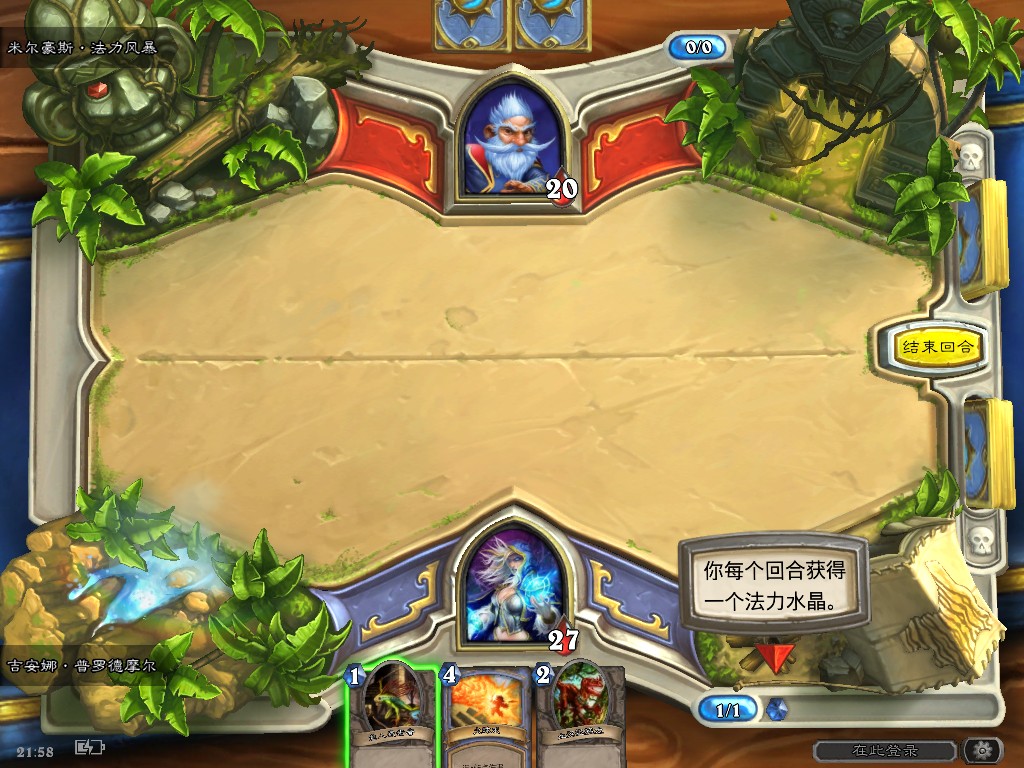 米尔豪斯·法力风暴
0/0
20
结束回合
你每个回合获得
一个法力水晶。
27
吉安娜·普罗德摩尔
1
4
2
1/1
21:58
在此登录